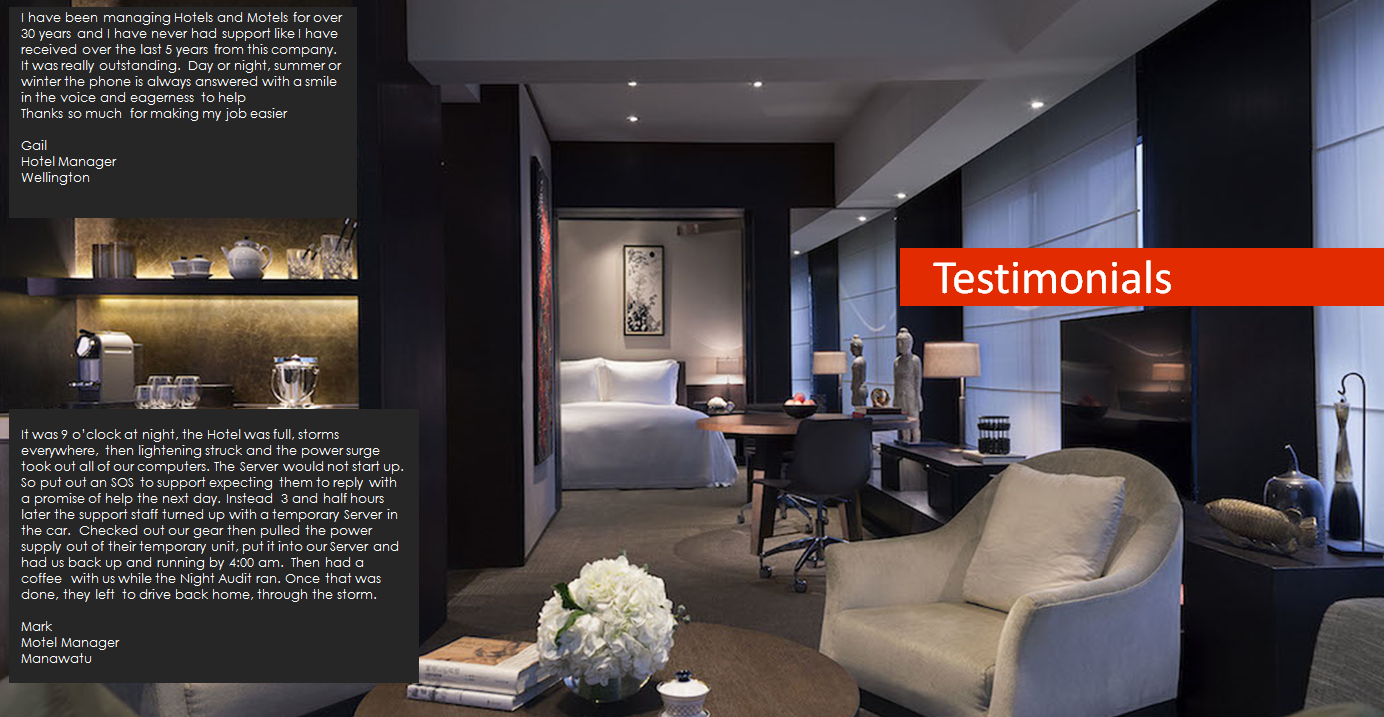 I have been managing Hotels and Motels for over
30 years and I have never had support like I have
received over the last 5 years from this company.
It was really outstanding. Day or night, summer or
winter the phone is always answered with a smile
in the voice and eagerness to help
Thanks so much for making my job easier
Gail
Hotel Manager
Wellington
Testimonials
It was 9 o'clock at night, the Hotel was full, storms
everywhere, then lightening struck and the power surge
took out all of our computers. The Server would not start up.
So put out an SOS to support expecting them to reply with
a promise of help the next day. Instead 3 and half hours
later the support staff turned up with a temporary Server in
the car. Checked out our gear then pulled the power
supply out of their temporary unit, put it into our Server and
had us back up and running by 4:00 am. Then had a
coffee with us while the Night Audit ran. Once that was
done, they left to drive back home, through the storm.
Mark
Motel Manager
Manawatu